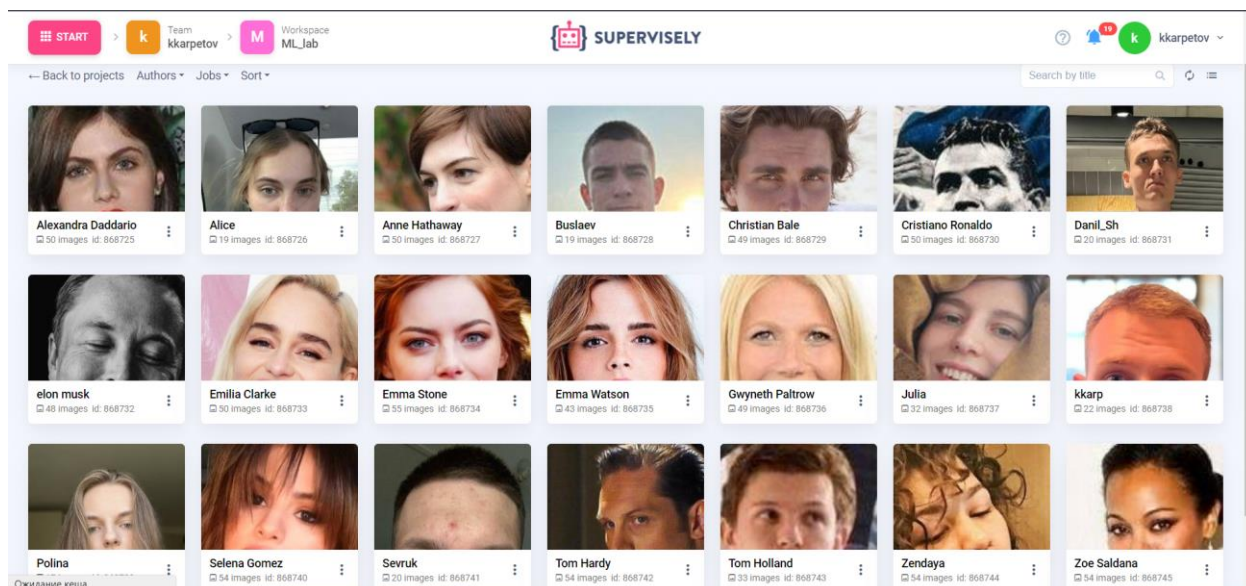 START
>
k
Team
kkarpetov
>
M
Workspace
ML_lab
SUPERVISELY
19
k
kkarpetov
← Back to projects Authors Jobs Sort
Search by title
Alexandra Daddario
50 images id: 868725
Alice
19 images id: 868726
Anne Hathaway
50 images id: 868727
Buslaev
19 images id: 868728
Christian Bale
49 images id: 868729
Cristiano Ronaldo
50 images id: 868730
Danil_Sh
20 images id: 868731
elon musk
48 images id: 868732
Emilia Clarke
50 images id: 868733
Emma Stone
55 images id: 868734
Emma Watson
43 images id: 868735
Gwyneth Paltrow
49 images id: 868736
Julia
32 images id: 868737
kkarp
22 images id: 868738
Polina
Selena Gomez
54 images id: 868740
Sevruk
20 images id: 868741
Tom Hardy
54 images id: 868742
Tom Holland
33 images id: 868743
Zendaya
54 images id: 868744
Zoe Saldana
54 images id: 868745
Ожидание кеша